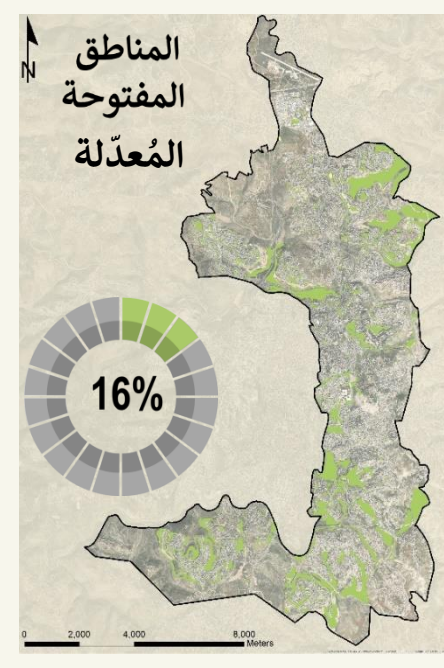 N
المناطق
المفتوحة
المُعدّلة
16%
0 2,000 4,000 8,000
Meters